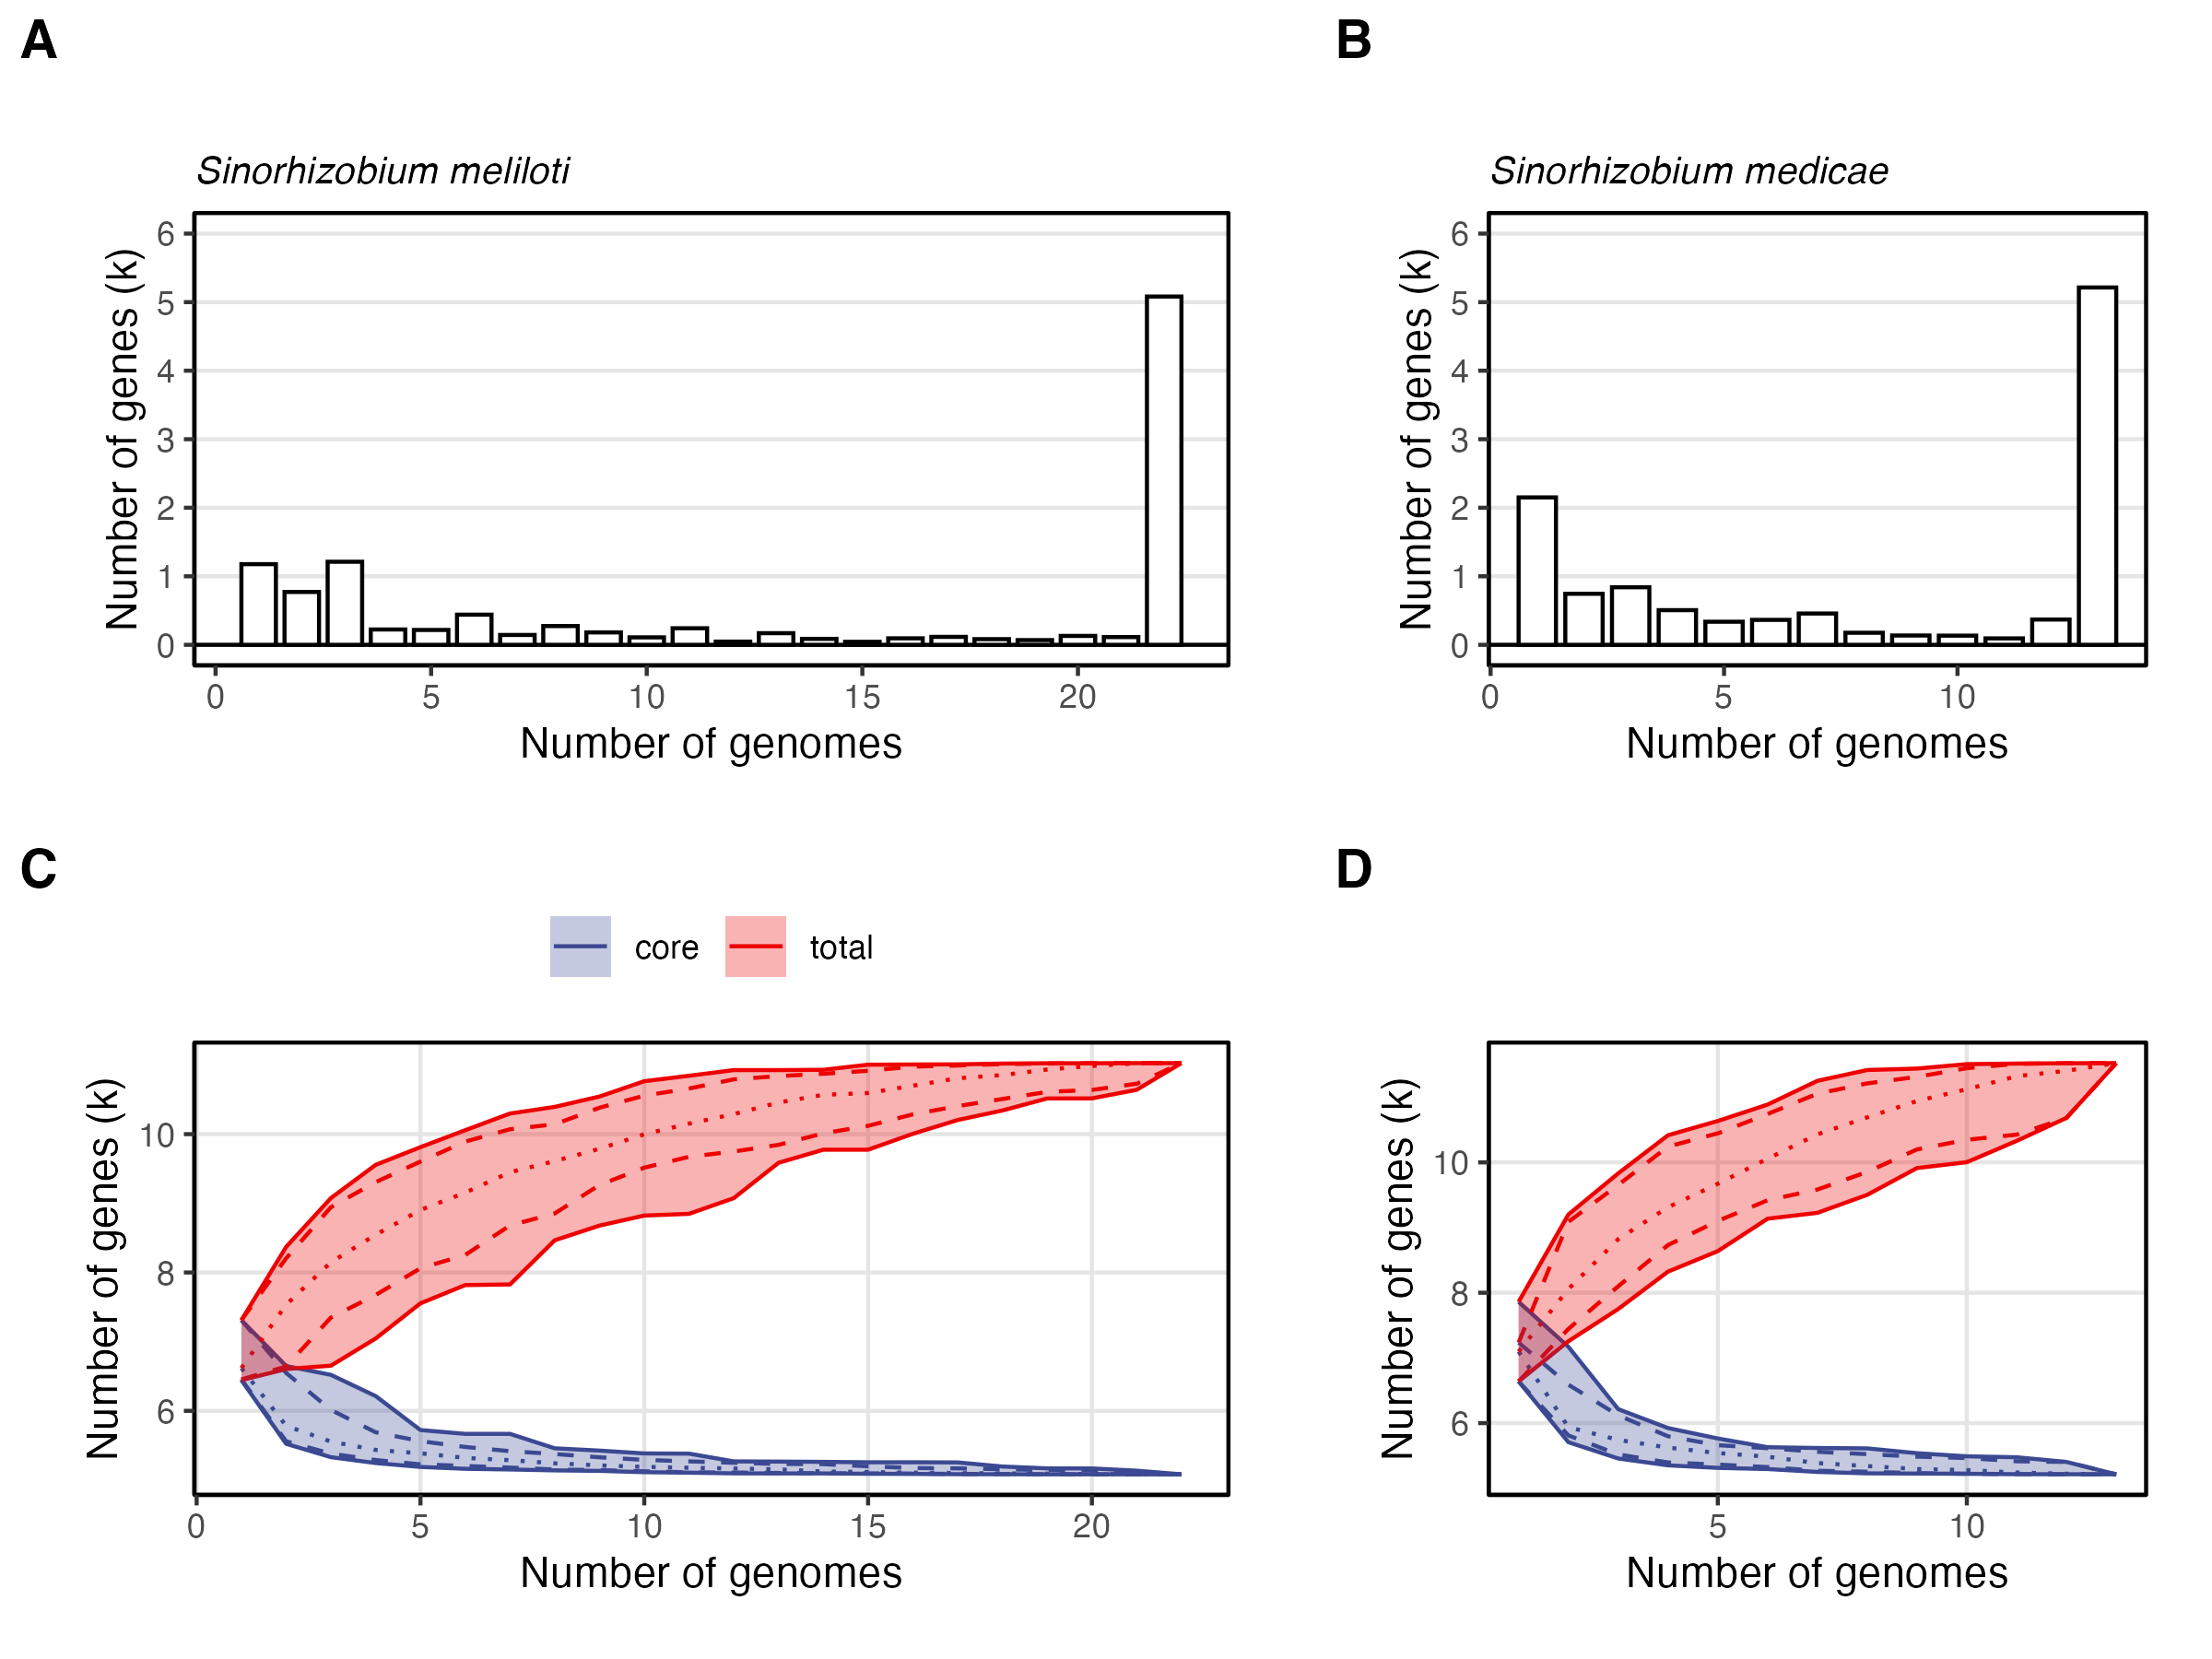 A
B
Sinorhizobium meliloti
Sinorhizobium medicae
Number of genes (k)
6
5
4
3
2
1
0
0 5 10 15 20
Number of genomes
Number of genes (k)
6
5
4
3
2
1
0
0 5 10
Number of genomes
C
D
core total
Number of genes (k)
10
8
6
0 5 10 15 20
Number of genomes
Number of genes (k)
10
8
6
5 10
Number of genomes